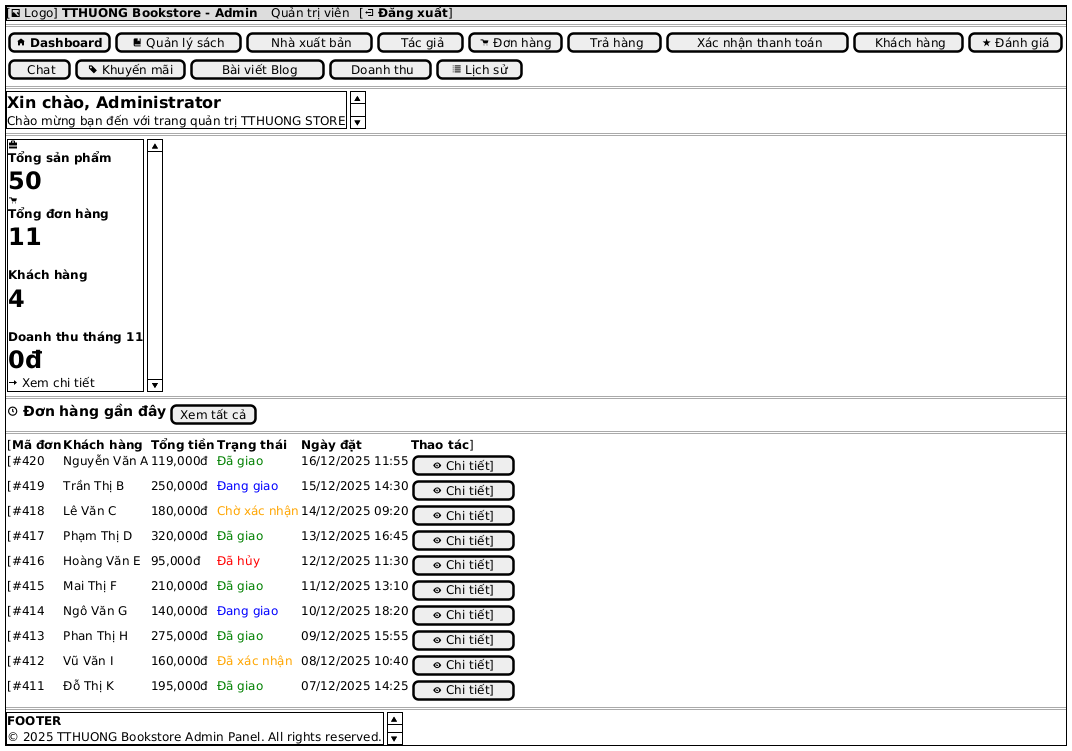 [Logo] TTHUONG Bookstore - Admin Quản trị viên [Đăng xuất]
Dashboard Quản lý sách Nhà xuất bản Tác giả Đơn hàng Trả hàng Xác nhận thanh toán Khách hàng Đánh giá
Chat Khuyến mãi Bài viết Blog Doanh thu Lịch sử
Xin chào, Administrator
Chào mừng bạn đến với trang quản trị TTHUONG STORE
Tổng sản phẩm
50
Tổng đơn hàng
11
Khách hàng
4
Doanh thu tháng 11
0đ
Xem chi tiết
Đơn hàng gần đây Xem tất cả
[Mã đơn Khách hàng Tổng tiền Trạng thái Ngày đặt Thao tác]
[#420 Nguyễn Văn A 119,000đ Đã giao 16/12/2025 11:55 Chi tiết]
[#419 Trần Thị B 250,000đ Đang giao 15/12/2025 14:30 Chi tiết]
[#418 Lê Văn C 180,000đ Chờ xác nhận 14/12/2025 09:20 Chi tiết]
[#417 Phạm Thị D 320,000đ Đã giao 13/12/2025 16:45 Chi tiết]
[#416 Hoàng Văn E 95,000đ Đã hủy 12/12/2025 11:30 Chi tiết]
[#415 Mai Thị F 210,000đ Đã giao 11/12/2025 13:10 Chi tiết]
[#414 Ngô Văn G 140,000đ Đang giao 10/12/2025 18:20 Chi tiết]
[#413 Phan Thị H 275,000đ Đã giao 09/12/2025 15:55 Chi tiết]
[#412 Vũ Văn I 160,000đ Đã xác nhận 08/12/2025 10:40 Chi tiết]
[#411 Đỗ Thị K 195,000đ Đã giao 07/12/2025 14:25 Chi tiết]
FOOTER
© 2025 TTHUONG Bookstore Admin Panel. All rights reserved.